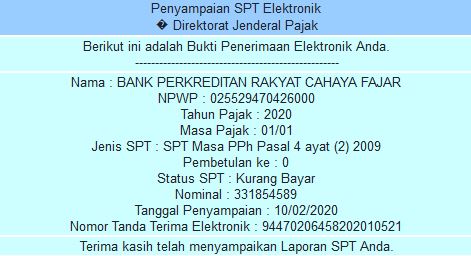 Penyampaian SPT Elektronik
� Direktorat Jenderal Pajak
Berikut ini adalah Bukti Penerimaan Elektronik Anda.
---------------------------------------------------
Nama : BANK PERKREDITAN RAKYAT CAHAYA FAJAR
NPWP : 025529470426000
Tahun Pajak : 2020
Masa Pajak : 01/01
Jenis SPT : SPT Masa PPh Pasal 4 ayat (2) 2009
Pembetulan ke : 0
Status SPT : Kurang Bayar
Nominal : 331854589
Tanggal Penyampaian : 10/02/2020
Nomor Tanda Terima Elektronik : 94470206458202010521
Terima kasih telah menyampaikan Laporan SPT Anda.